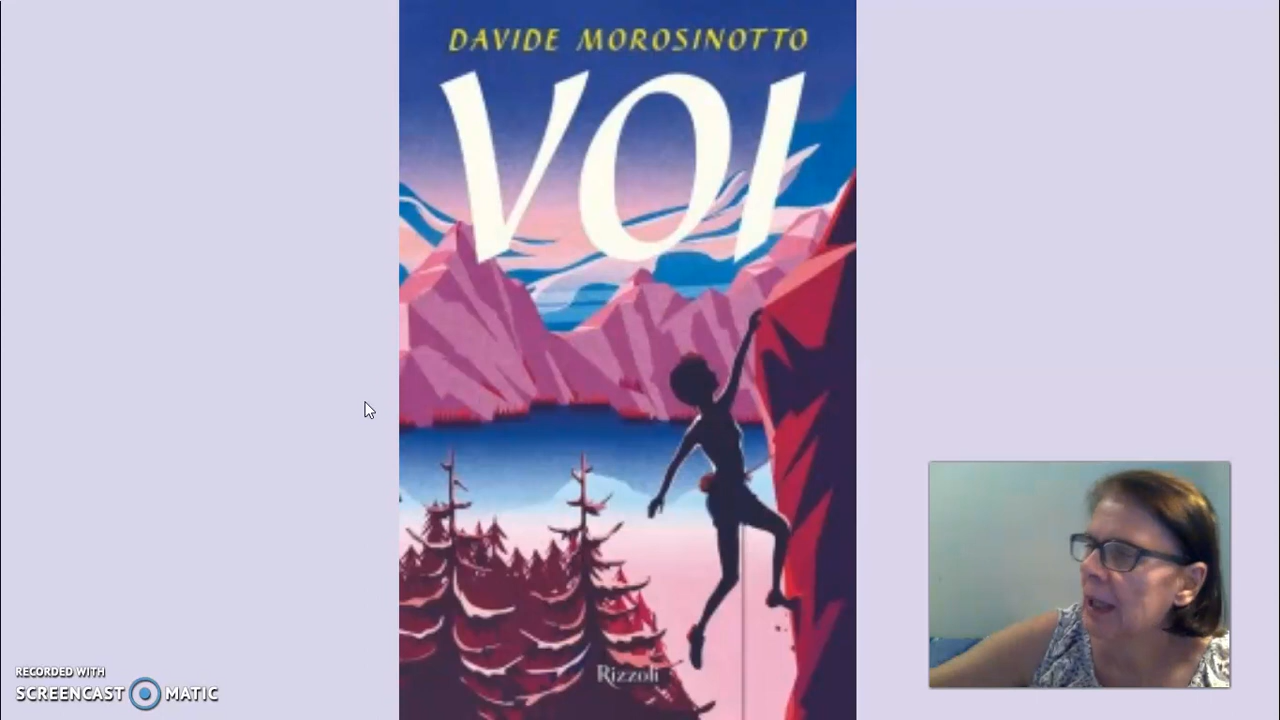 DAVIDE MOROSINOTTO
VOI
Rizzoli
RECORDED WITH
SCREENCAST MATIC